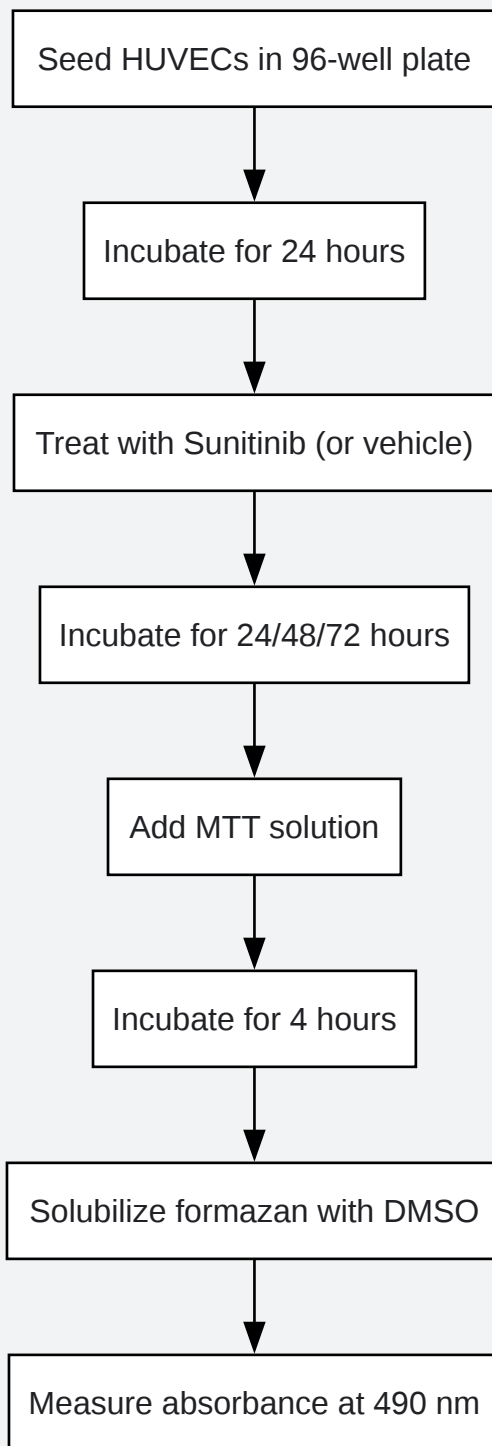 Seed HUVECs in 96-well plate
Incubate for 24 hours
Treat with Sunitinib (or vehicle)
Incubate for 24/48/72 hours
Add MTT solution
Incubate for 4 hours
Solubilize formazan with DMSO
Measure absorbance at 490 nm